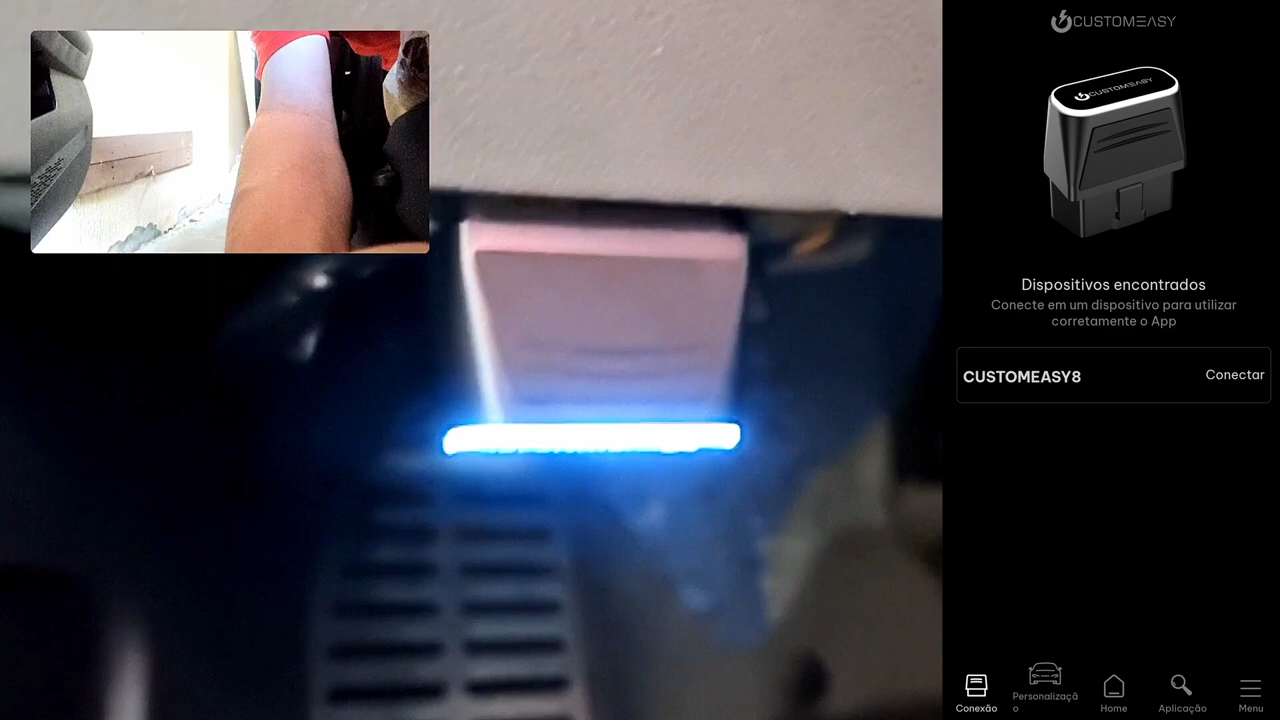 CUSTOMEASY
CUSTOMEASY
Dispositivos encontrados
Conecte em um dispositivo para utilizar
corretamente o App
CUSTOMEASY8
Conectar
Conexão
Personalizaçã
o
Home
Aplicação
Menu